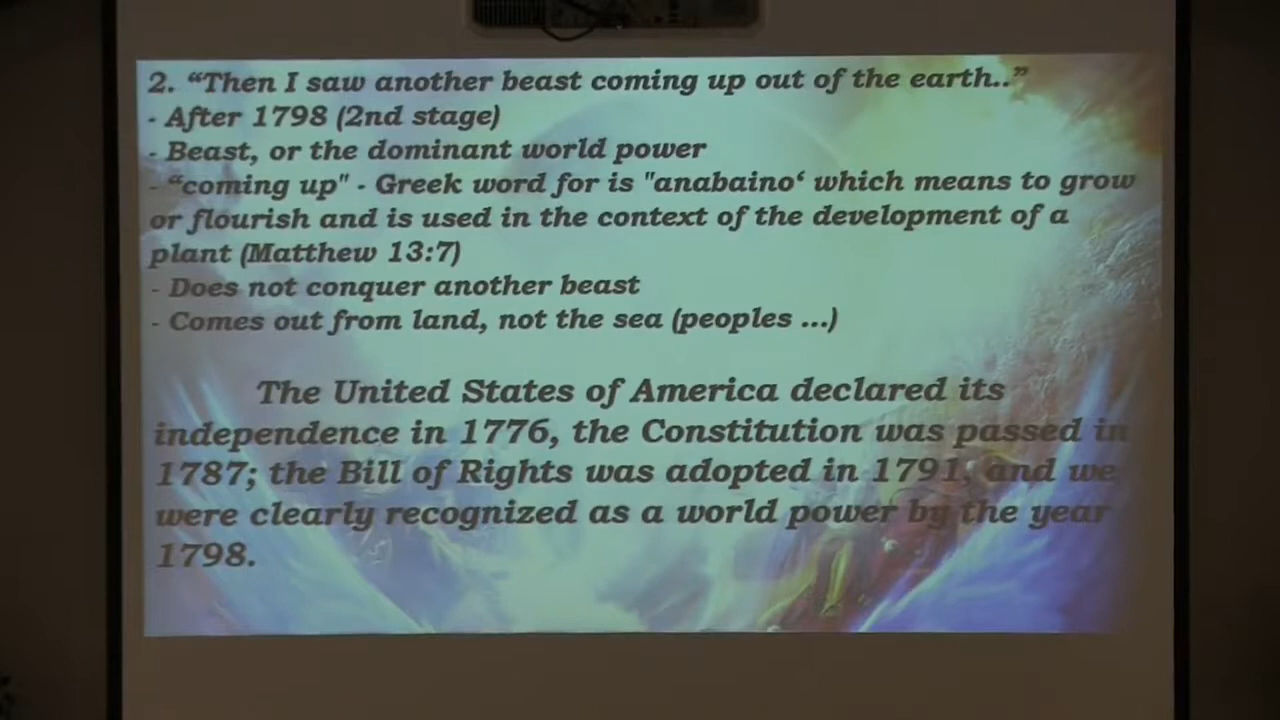 2. “Then I saw another beast coming up out of the earth..”
- After 1798 (2nd stage)
- Beast, or the dominant world power
- “coming up" - Greek word for is "anabaino‘ which means to grow
or flourish and is used in the context of the development of a
plant (Matthew 13:7)
- Does not conquer another beast
- Comes out from land, not the sea (peoples ...)
The United States of America declared its
independence in 1776, the Constitution was passed in
1787; the Bill of Rights was adopted in 1791, and we
were clearly recognized as a world power by the year
1798.